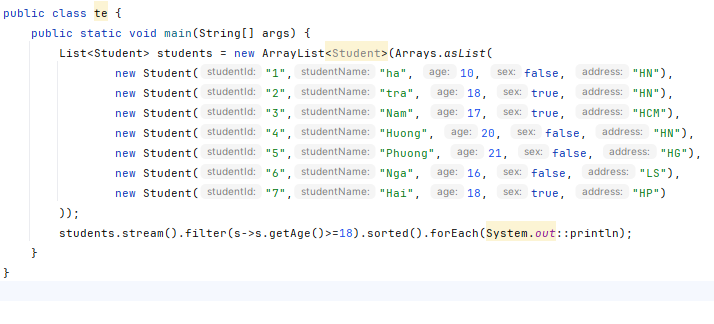 public class te {
    public static void main(String[] args) {
        List<Student> students = new ArrayList<Student>(Arrays.asList(
                new Student( studentId: "1", studentName: "ha", age: 10, sex: false, address: "HN"),
                new Student( studentId: "2", studentName: "tra", age: 18, sex: true, address: "HN"),
                new Student( studentId: "3", studentName: "Nam", age: 17, sex: true, address: "HCM"),
                new Student( studentId: "4", studentName: "Huong", age: 20, sex: false, address: "HN"),
                new Student( studentId: "5", studentName: "Phuong", age: 21, sex: false, address: "HG"),
                new Student( studentId: "6", studentName: "Nga", age: 16, sex: false, address: "LS"),
                new Student( studentId: "7", studentName: "Hai", age: 18, sex: true, address: "HP")
        ));
        students.stream().filter(s->s.getAge()>=18).sorted().forEach(System.out::println);
    }
}